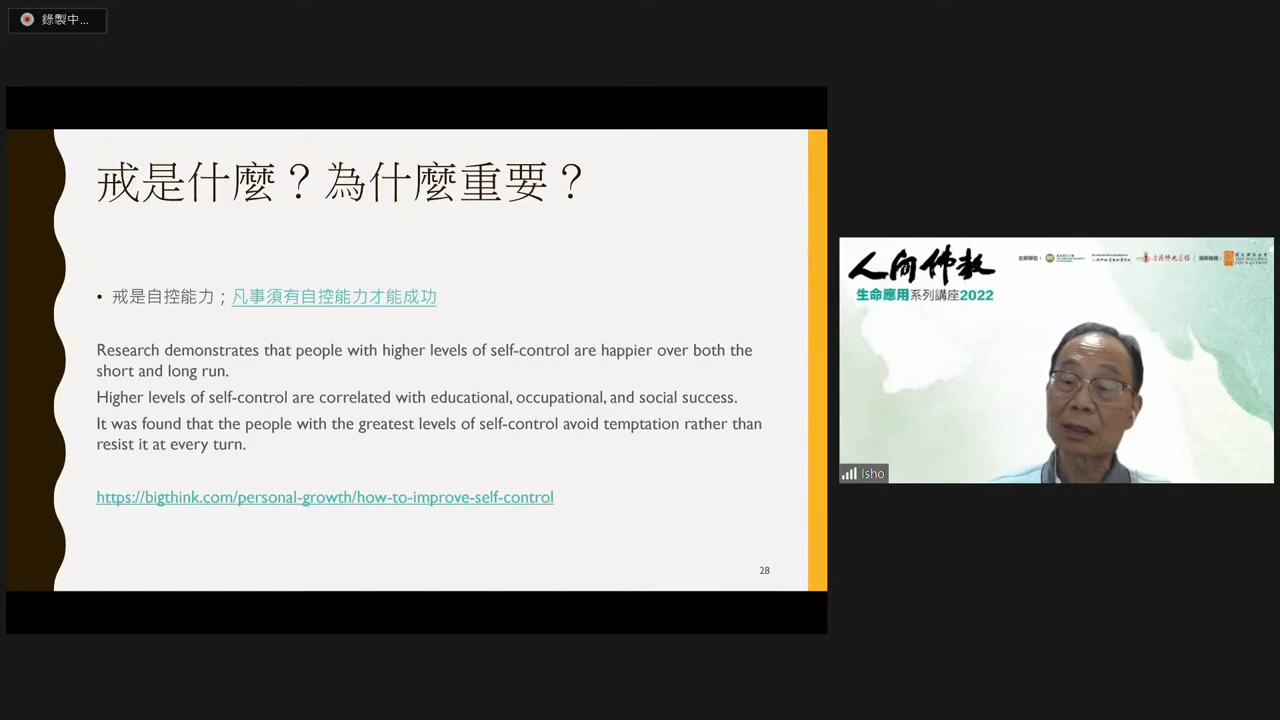 錄製中...
戒是什麼？為什麼重要？
• 戒是自控能力；凡事須有自控能力才能成功
Research demonstrates that people with higher levels of self-control are happier over both the
short and long run.
Higher levels of self-control are correlated with educational, occupational, and social success.
It was found that the people with the greatest levels of self-control avoid temptation rather than
resist it at every turn.
https://bigthink.com/personal-growth/how-to-improve-self-control
28
人间佛教
生命應用系列講座2022
Isho